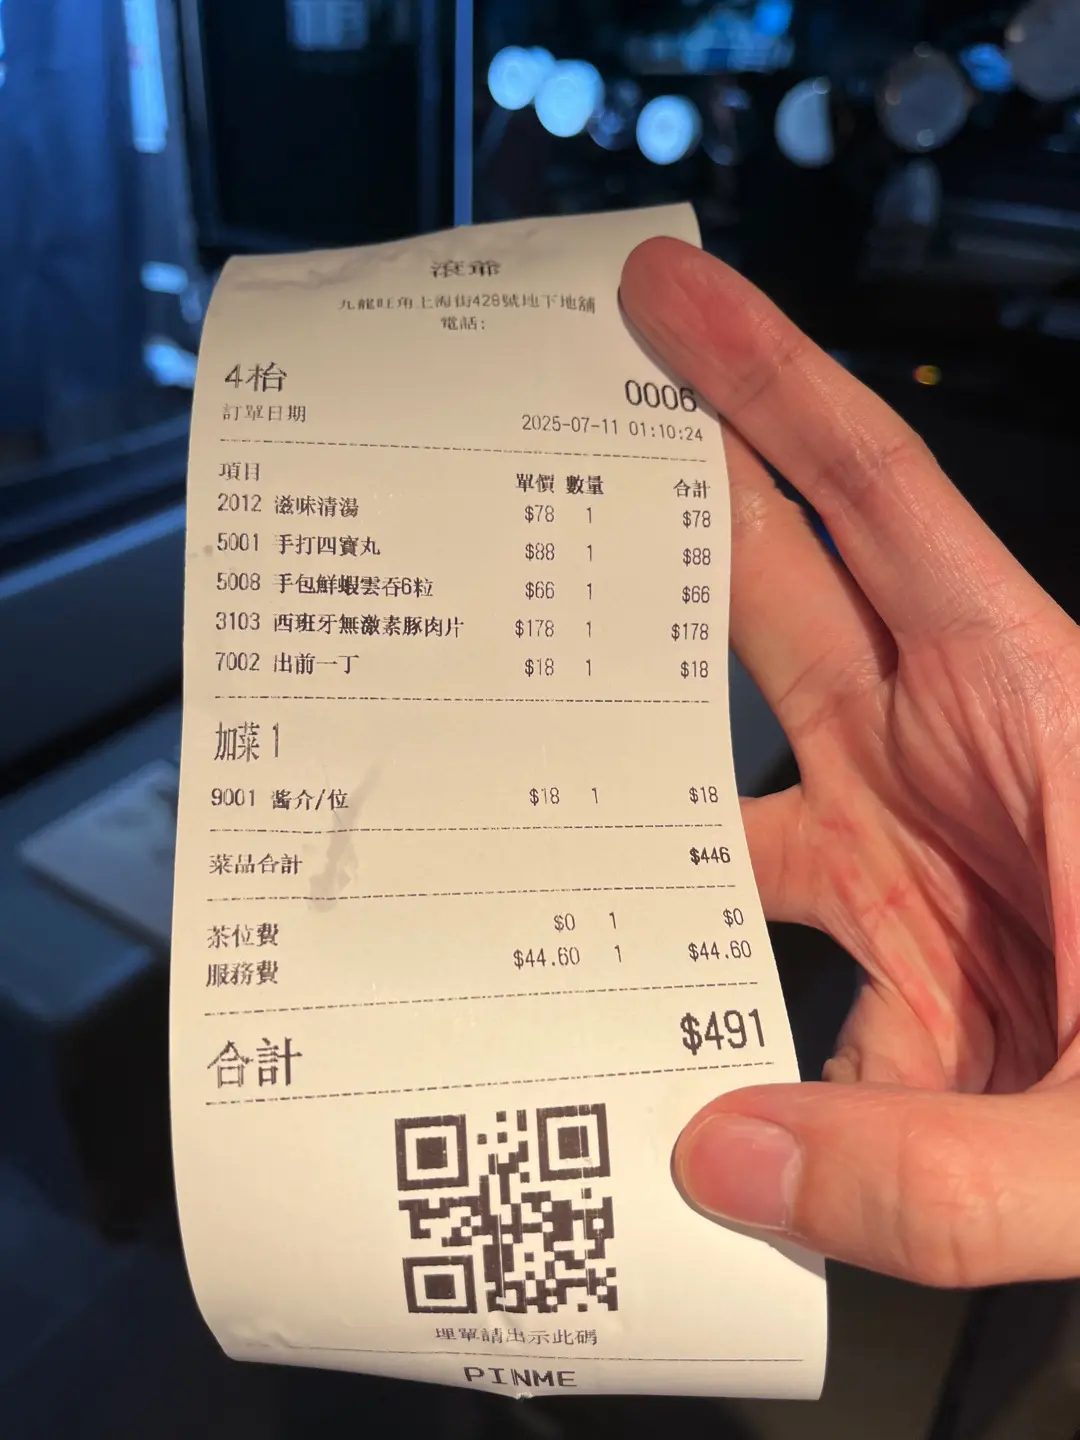 滾爺
九龍旺角上海街428號地下地舖
電話:
4枱 0006
訂單日期 2025-07-11 01:10:24
項目 單價 數量 合計
2012 滋味清湯 $78 1 $78
5001 手打四寶丸 $88 1 $88
5008 手包鮮蝦雲吞6粒 $66 1 $66
3103 西班牙無激素豚肉片 $178 1 $178
7002 出前一丁 $18 1 $18
加菜 1
9001 酱介/位 $18 1 $18
菜品合計 $446
茶位費 $0 1 $0
服務費 $44.60 1 $44.60
合計 $491
埋單請出示此碼
PINME